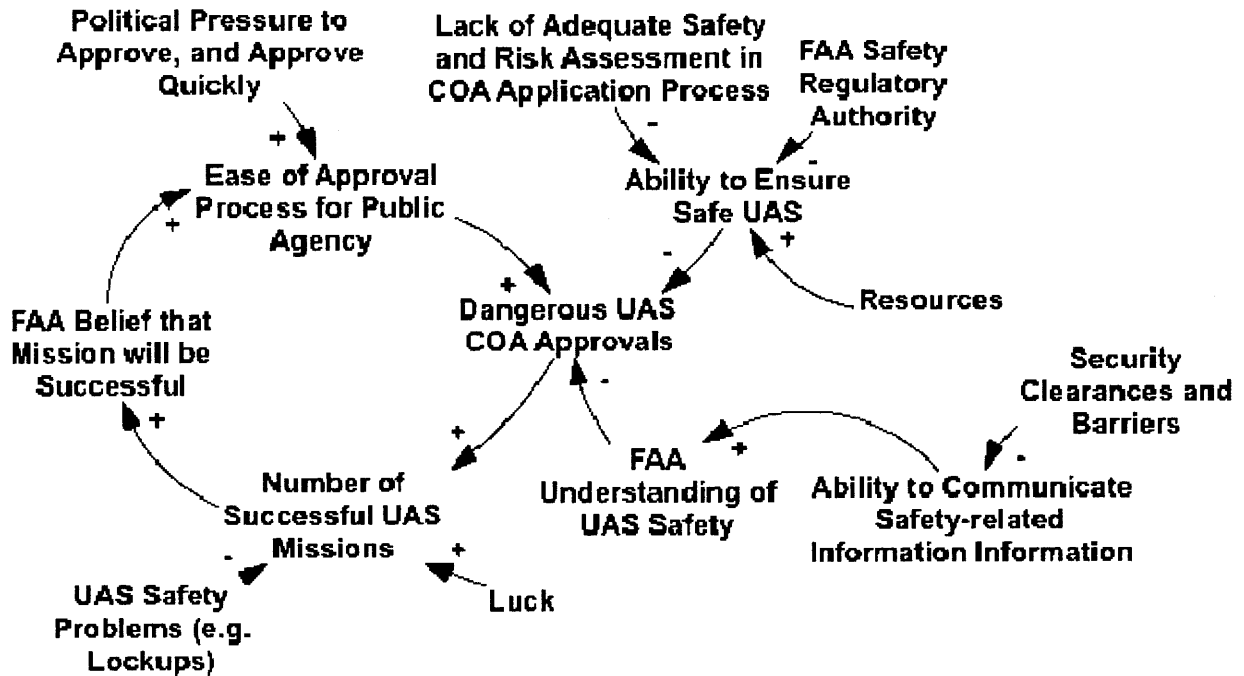 Political Pressure to
Approve, and Approve
Quickly
Lack of Adequate Safety
and Risk Assessment in
COA Application Process
FAA Safety
Regulatory
Authority
+
-
-
Ease of Approval
Process for Public
Agency
Ability to Ensure
Safe UAS
+
-
+
+
Dangerous UAS
COA Approvals
Resources
FAA Belief that
Mission will be
Successful
Security
Clearances and
Barriers
-
+
+
+
-
Number of
Successful UAS
Missions
FAA
Understanding of
UAS Safety
Ability to Communicate
Safety-related
Information Information
-
+
UAS Safety
Problems (e.g.
Lockups)
Luck